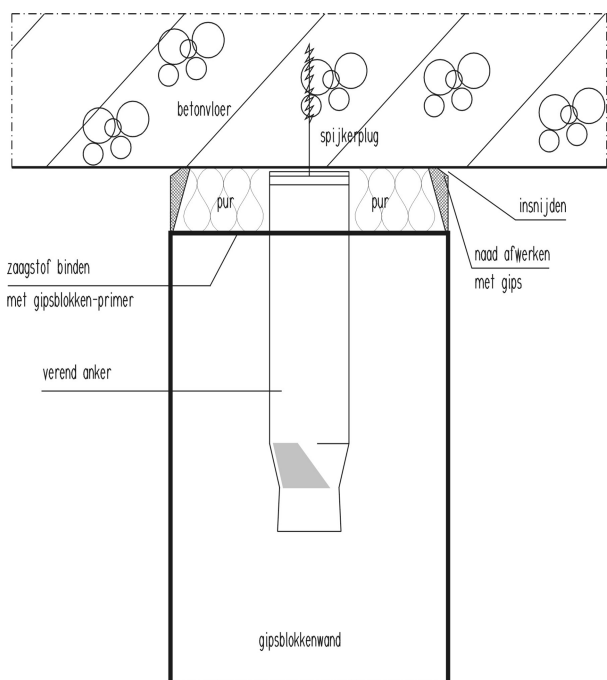 betonvloer
spijkerplug
pur
pur
insnijden
naad afwerken
met gips
zaagstof binden
met gipsblokken-primer
verend anker
gipsblokkenwand